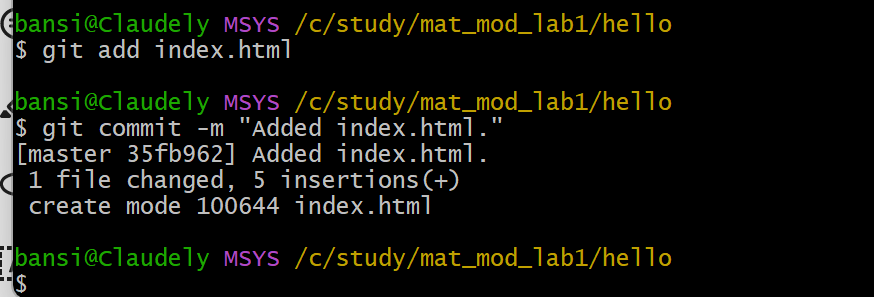 bansi@Claudely MSYS /c/study/mat_mod_lab1/hello
$ git add index.html
bansi@Claudely MSYS /c/study/mat_mod_lab1/hello
$ git commit -m "Added index.html."
[master 35fb962] Added index.html.
 1 file changed, 5 insertions(+)
 create mode 100644 index.html
bansi@Claudely MSYS /c/study/mat_mod_lab1/hello
$